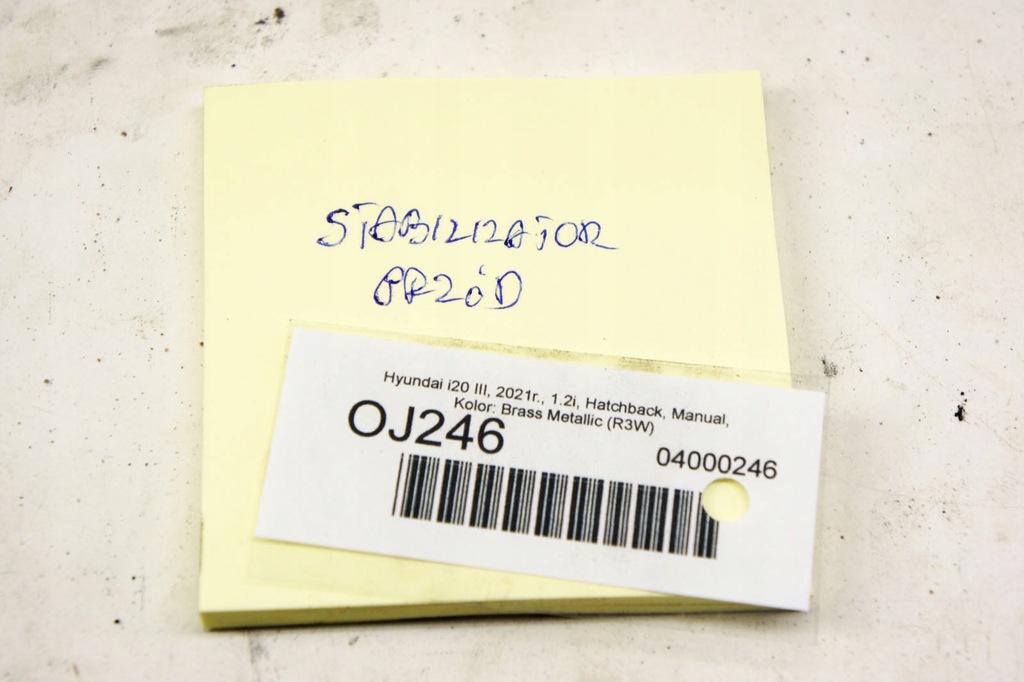 STABILIZATOR
PRZÓD
Hyundai i20 III, 2021r., 1.2i, Hatchback, Manual,
Kolor: Brass Metallic (R3W)
OJ246
04000246